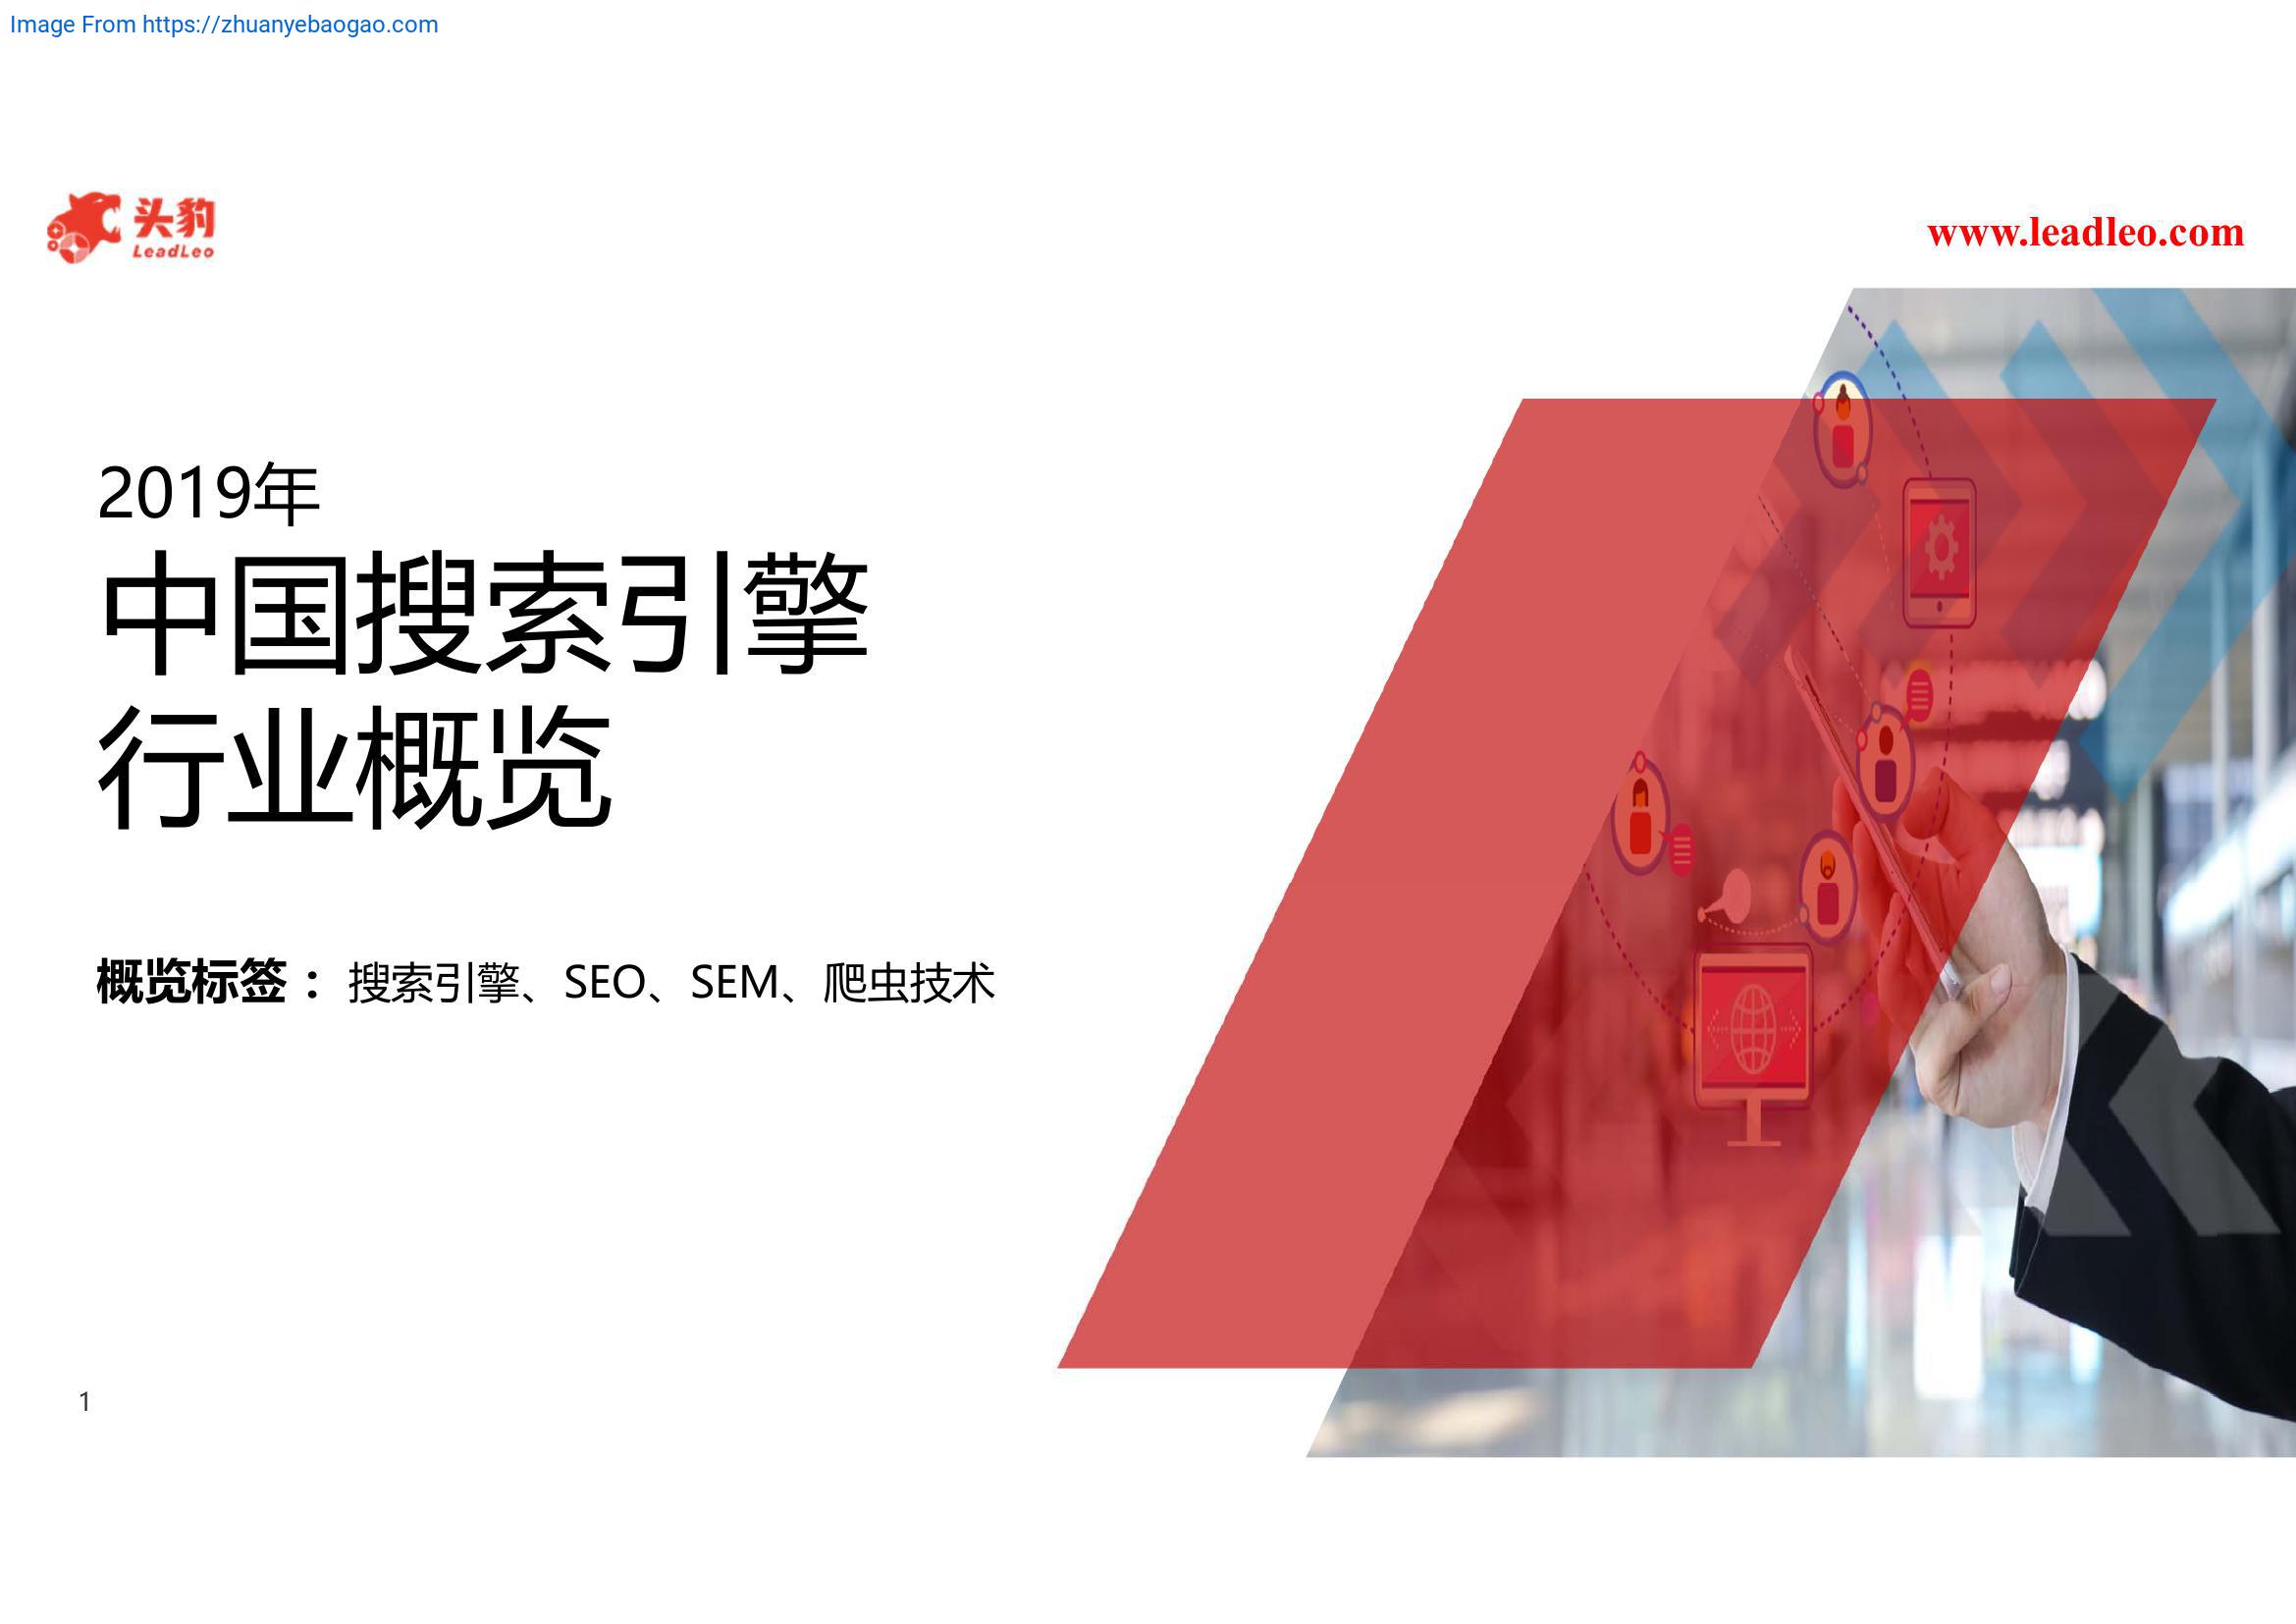 Image From https://zhuanyebaogao.com
头豹
LeadLeo
www.leadleo.com
2019年
中国搜索引擎
行业概览
概览标签： 搜索引擎、SEO、SEM、爬虫技术
1